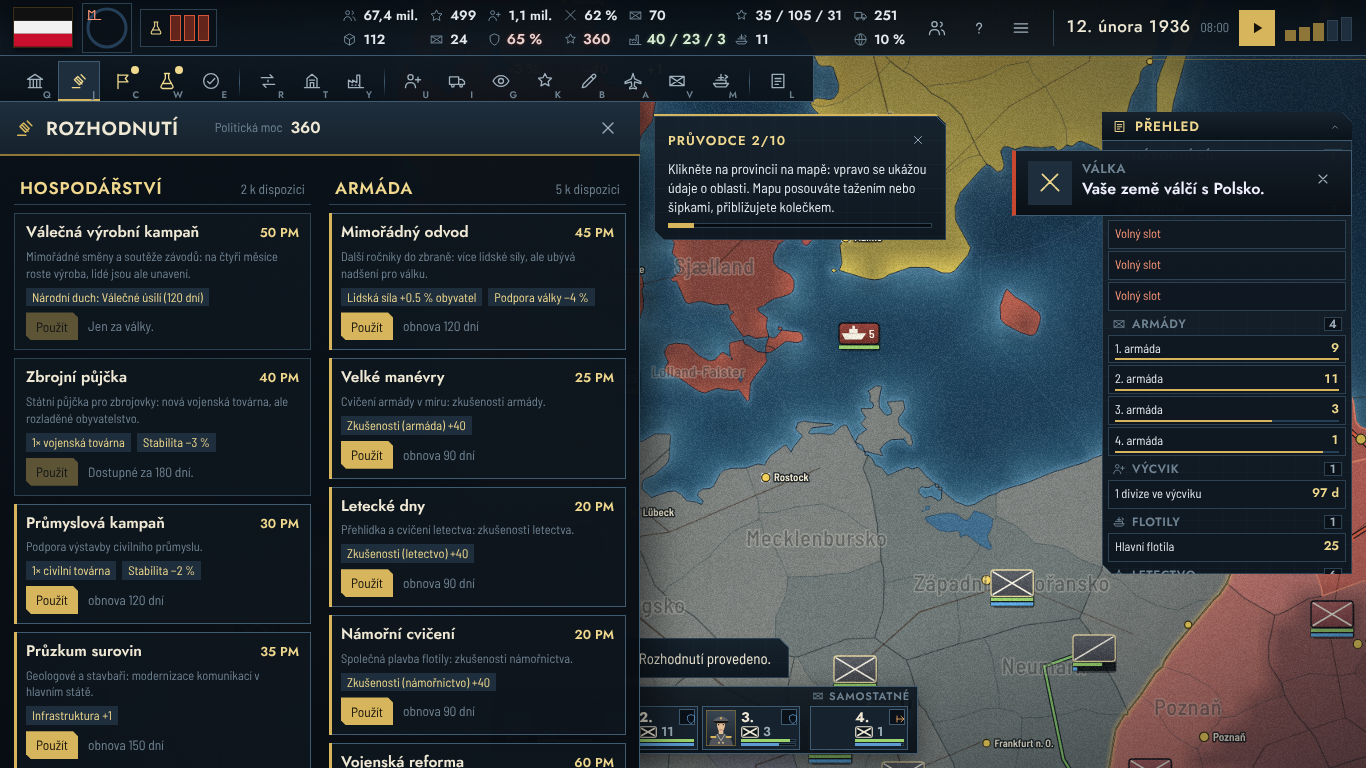 67,4 mil. 499 1,1 mil. 62 % 70 35 / 105 / 31 251
112 24 65 % 360 40 / 23 / 3 11 10 %
12. února 1936 08:00
Q I C W E R T Y U I G K B A V M L
ROZHODNUTÍ
Politická moc 360
HOSPODÁŘSTVÍ
2 k dispozici
Válečná výrobní kampaň 50 PM
Mimořádné směny a soutěže závodů: na čtyři měsíce
roste výroba, lidé jsou ale unavení.
Národní duch: Válečné úsilí (120 dní)
Použít Jen za války.
Zbrojní půjčka 40 PM
Státní půjčka pro zbrojovky: nová vojenská továrna, ale
rozladěné obyvatelstvo.
1× vojenská továrna Stabilita −3 %
Použít Dostupné za 180 dní.
Průmyslová kampaň 30 PM
Podpora výstavby civilního průmyslu.
1× civilní továrna Stabilita −2 %
Použít obnova 120 dní
Průzkum surovin 35 PM
Geologové a stavbaři: modernizace komunikací v
hlavním státě.
Infrastruktura +1
Použít obnova 150 dní
ARMÁDA
5 k dispozici
Mimořádný odvod 45 PM
Další ročníky do zbraně: více lidské síly, ale ubývá
nadšení pro válku.
Lidská síla +0.5 % obyvatel Podpora války −4 %
Použít obnova 120 dní
Velké manévry 25 PM
Cvičení armády v míru: zkušenosti armády.
Zkušenosti (armáda) +40
Použít obnova 90 dní
Letecké dny 20 PM
Přehlídka a cvičení letectva: zkušenosti letectva.
Zkušenosti (letectvo) +40
Použít obnova 90 dní
Námořní cvičení 20 PM
Společná plavba flotily: zkušenosti námořnictva.
Zkušenosti (námořnictvo) +40
Použít obnova 90 dní
Vojenská reforma 60 PM
PRŮVODCE 2/10
Klikněte na provincii na mapě: vpravo se ukážou
údaje o oblasti. Mapu posouváte tažením nebo
šipkami, přibližujete kolečkem.
Sjælland
5
Lolland-Falster
Rostock
Lübeck
Mecklenbursko
Neumark
Poznaň
Poznaň
Frankfurt n. O.
Rozhodnutí provedeno.
SAMOSTATNÉ
2. 11
3. 3
4. 1
PŘEHLED
VÁLKA
Vaše země válčí s Polsko.
Volný slot
Volný slot
Volný slot
ARMÁDY 4
1. armáda 9
2. armáda 11
3. armáda 3
4. armáda 1
VÝCVIK 1
1 divize ve výcviku 97 d
FLOTILY 1
Hlavní flotila 25